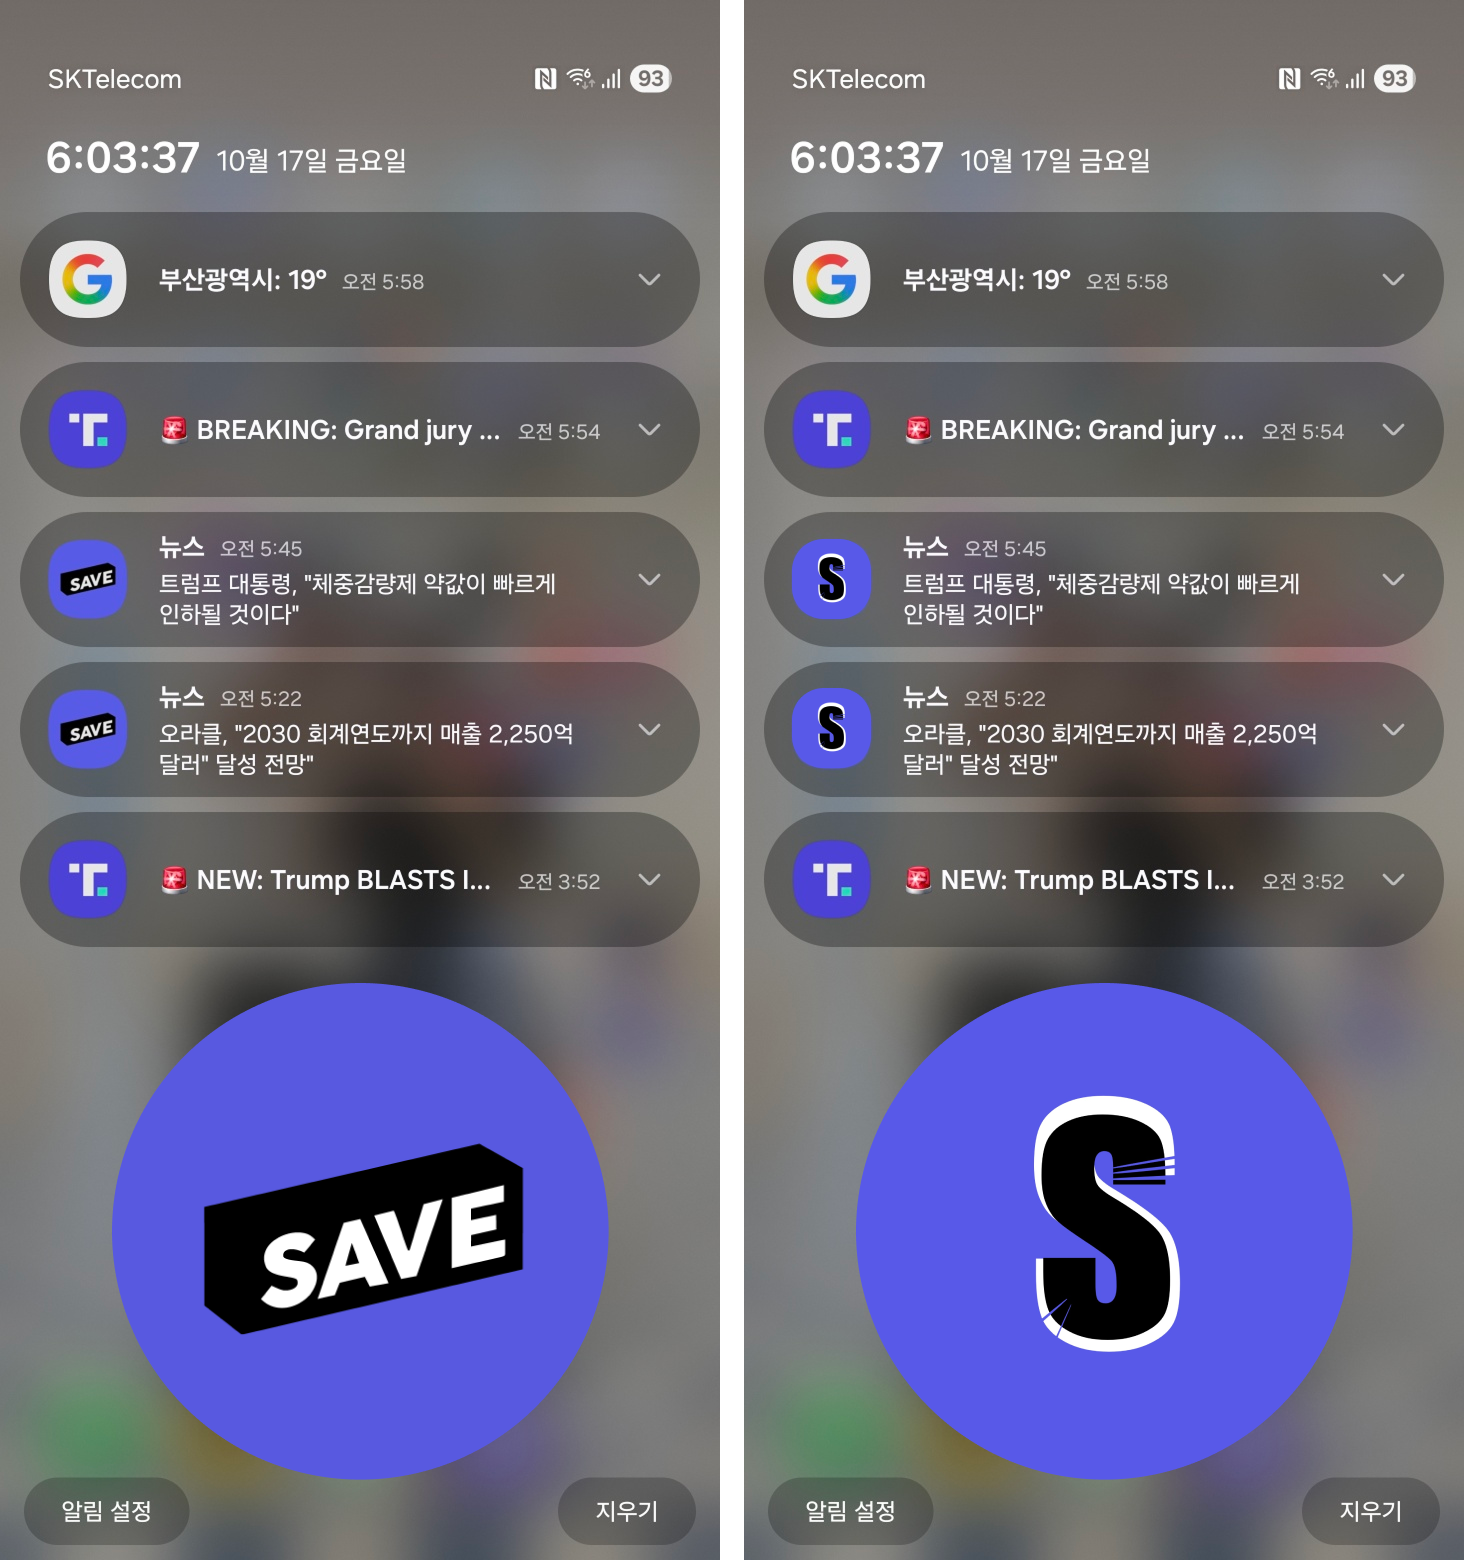 SKTelecom
93
6:03:37 10월 17일 금요일
부산광역시: 19° 오전 5:58
🚨 BREAKING: Grand jury ... 오전 5:54
SAVE
뉴스 오전 5:45
트럼프 대통령, "체중감량제 약값이 빠르게
인하될 것이다"
SAVE
뉴스 오전 5:22
오라클, "2030 회계연도까지 매출 2,250억
달러" 달성 전망"
🚨 NEW: Trump BLASTS I... 오전 3:52
SAVE
알림 설정
지우기
SKTelecom
93
6:03:37 10월 17일 금요일
부산광역시: 19° 오전 5:58
🚨 BREAKING: Grand jury ... 오전 5:54
S
뉴스 오전 5:45
트럼프 대통령, "체중감량제 약값이 빠르게
인하될 것이다"
S
뉴스 오전 5:22
오라클, "2030 회계연도까지 매출 2,250억
달러" 달성 전망"
🚨 NEW: Trump BLASTS I... 오전 3:52
S
알림 설정
지우기